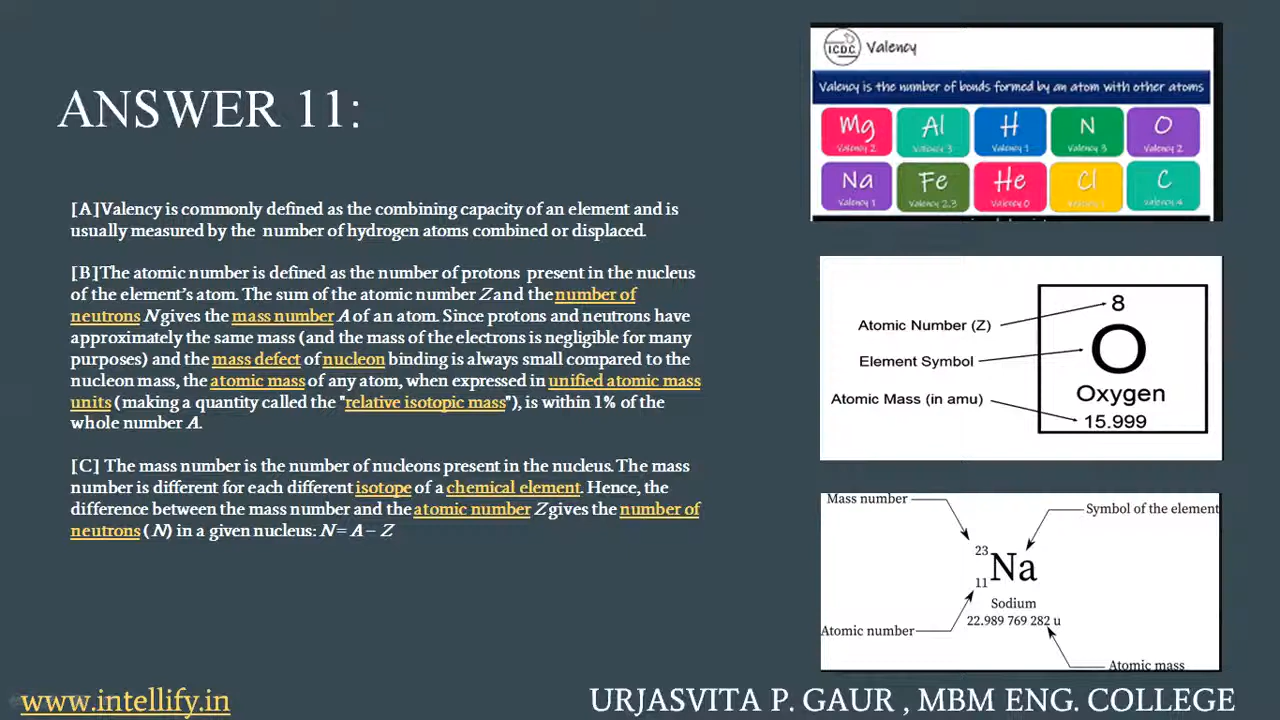 ANSWER 11:
[A]Valency is commonly defined as the combining capacity of an element and is
usually measured by the number of hydrogen atoms combined or displaced.
[B]The atomic number is defined as the number of protons present in the nucleus
of the element's atom. The sum of the atomic number Z and the number of
neutrons N gives the mass number A of an atom. Since protons and neutrons have
approximately the same mass (and the mass of the electrons is negligible for many
purposes) and the mass defect of nucleon binding is always small compared to the
nucleon mass, the atomic mass of any atom, when expressed in unified atomic mass
units (making a quantity called the "relative isotopic mass"), is within 1% of the
whole number A.
[C] The mass number is the number of nucleons present in the nucleus. The mass
number is different for each different isotope of a chemical element. Hence, the
difference between the mass number and the atomic number Z gives the number of
neutrons (N) in a given nucleus: N = A − Z
ICDC Valency
Valency is the number of bonds formed by an atom with other atoms
Mg Al H N O
Valency 2 Valency 3 Valency 1 Valency 3 Valency 2
Na Fe He Cl C
Valency 1 Valency 2,3 Valency 0 Valency 4
8
Atomic Number (Z)
O
Element Symbol
Oxygen
Atomic Mass (in amu)
15.999
Mass number
Symbol of the element
23
Na
11
Sodium
22.989 769 282 u
Atomic number
Atomic mass
www.intellify.in
URJASVITA P. GAUR , MBM ENG. COLLEGE